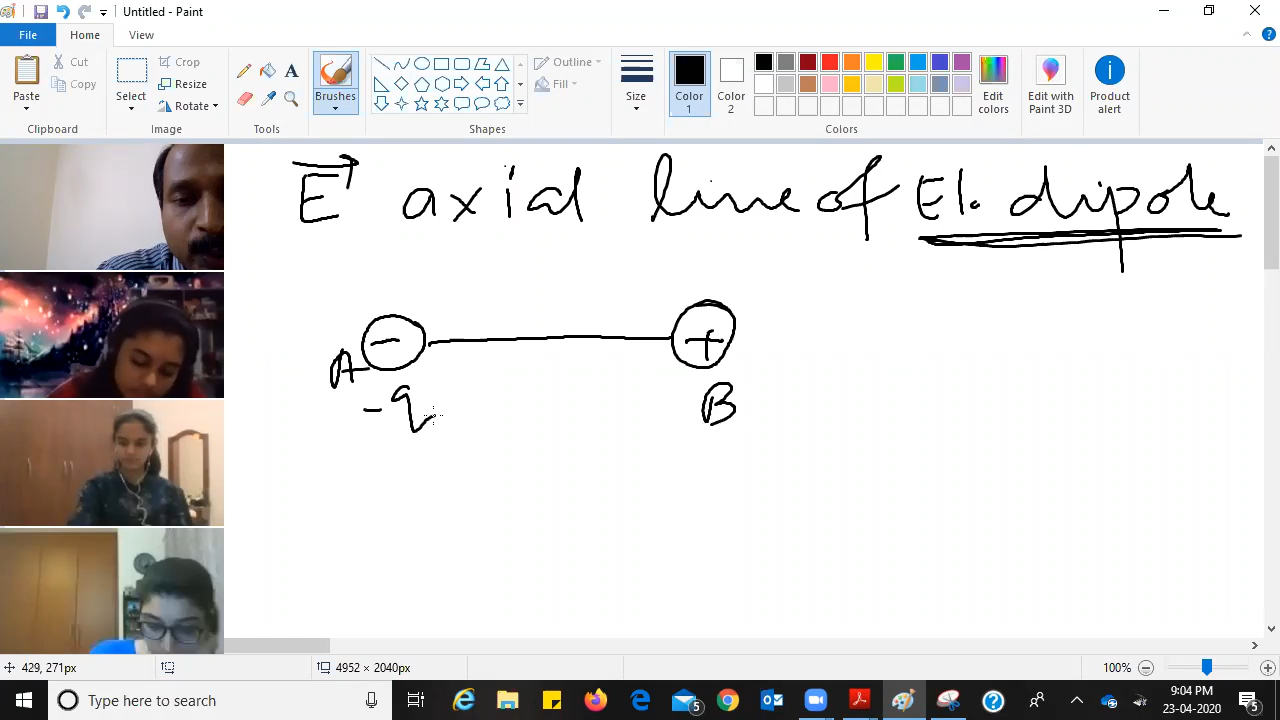 Untitled - Paint
File Home View
Paste Cut Copy Clipboard
Select Crop Resize Rotate Image
Tools
Brushes
Shapes Outline Fill
Size
Color 1 Color 2 Edit colors Colors
Edit with Paint 3D
Product alert
E axial line of El. dipole
− +
A B
-q
429, 271px
4952 × 2040px
100%
Type here to search
5
9:04 PM
23-04-2020
5